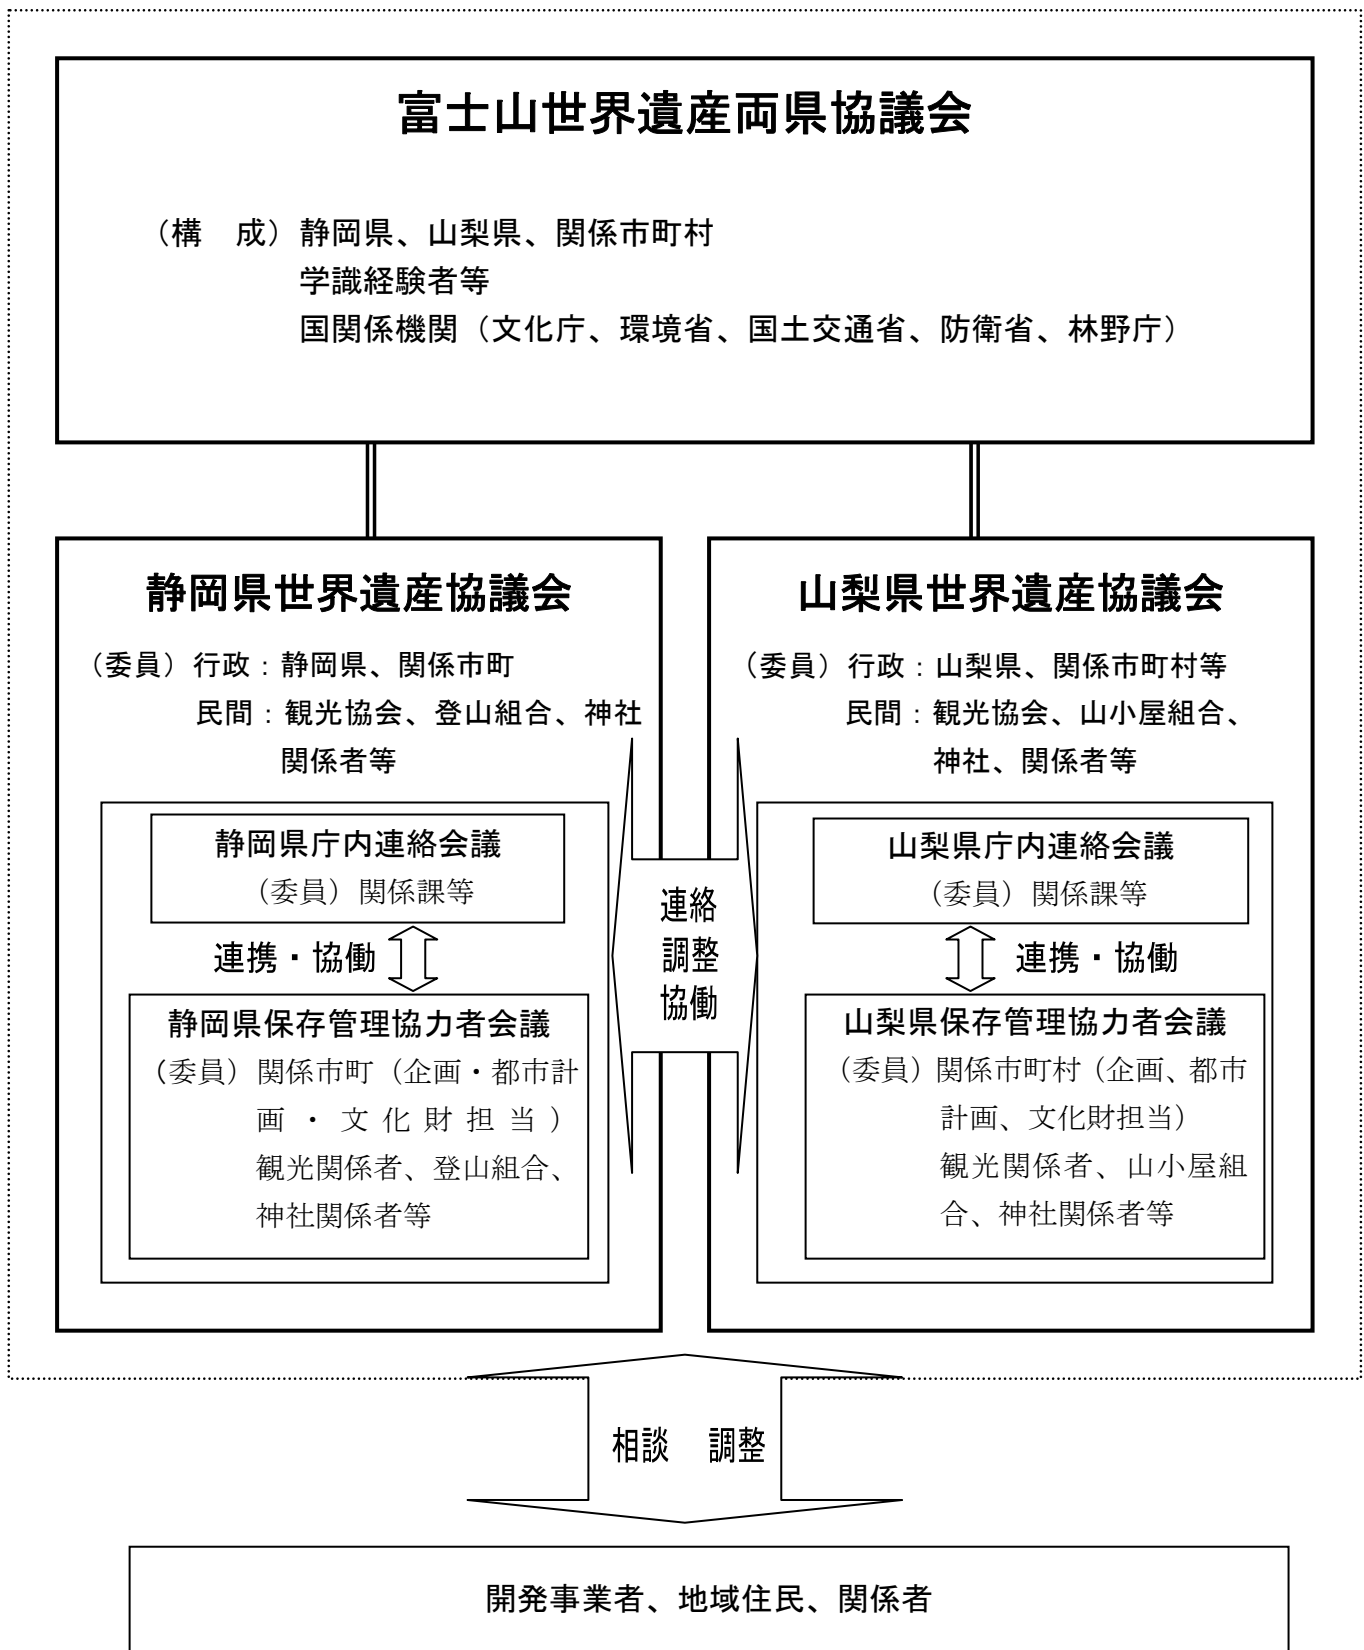 富士山世界遺産両県協議会
（構　成）静岡県、山梨県、関係市町村
学識経験者等
国関係機関（文化庁、環境省、国土交通省、防衛省、林野庁）
静岡県世界遺産協議会
（委員）行政：静岡県、関係市町
民間：観光協会、登山組合、神社
関係者等
静岡県庁内連絡会議
（委員）関係課等
連携・協働
静岡県保存管理協力者会議
（委員）関係市町（企画・都市計
画・文化財担当）
観光関係者、登山組合、
神社関係者等
連絡
調整
協働
山梨県世界遺産協議会
（委員）行政：山梨県、関係市町村等
民間：観光協会、山小屋組合、
神社、関係者等
山梨県庁内連絡会議
（委員）関係課等
連携・協働
山梨県保存管理協力者会議
（委員）関係市町村（企画、都市
計画、文化財担当）
観光関係者、山小屋組
合、神社関係者等
相談　調整
開発事業者、地域住民、関係者